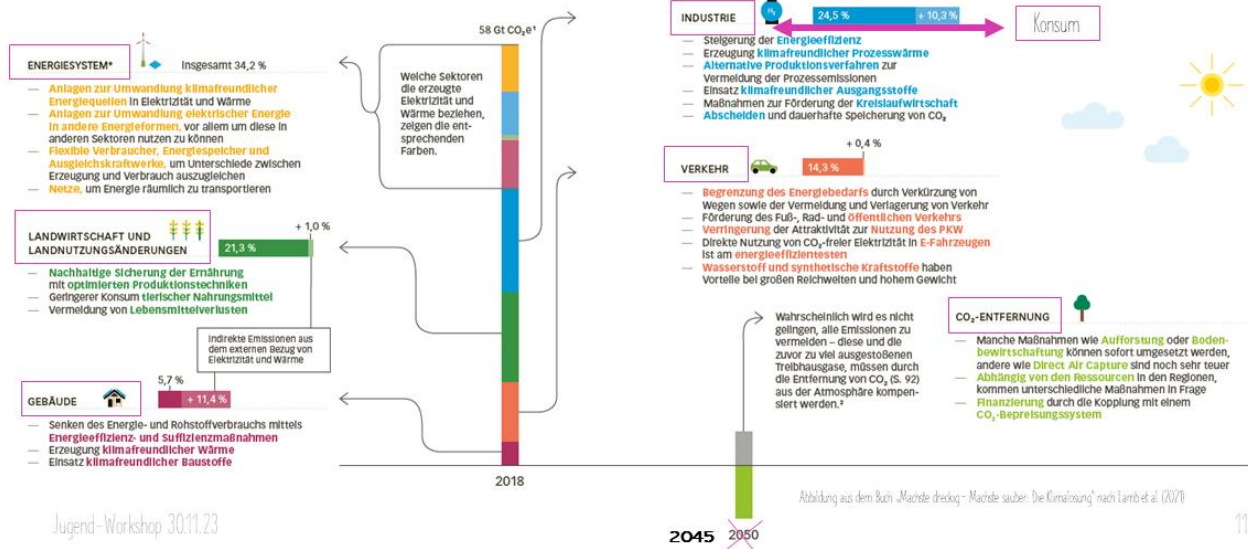 58 Gt CO₂e¹
ENERGIESYSTEM*
Insgesamt 34,2 %
— Anlagen zur Umwandlung klimafreundlicher
Energiequellen in Elektrizität und Wärme
— Anlagen zur Umwandlung elektrischer Energie
in andere Energieformen, vor allem um diese in
anderen Sektoren nutzen zu können
— Flexible Verbraucher, Energiespeicher und
Ausgleichskraftwerke, um Unterschiede zwischen
Erzeugung und Verbrauch auszugleichen
— Netze, um Energie räumlich zu transportieren
Welche Sektoren
die erzeugte
Elektrizität und
Wärme beziehen,
zeigen die ent-
sprechenden
Farben.
LANDWIRTSCHAFT UND
LANDNUTZUNGSÄNDERUNGEN
21,3 %
+ 1,0 %
— Nachhaltige Sicherung der Ernährung
mit optimierten Produktionstechniken
— Geringerer Konsum tierischer Nahrungsmittel
— Vermeidung von Lebensmittelverlusten
Indirekte Emissionen aus
dem externen Bezug von
Elektrizität und Wärme
GEBÄUDE
5,7 %
+ 11,4 %
— Senken des Energie- und Rohstoffverbrauchs mittels
Energieeffizienz- und Suffizienzmaßnahmen
— Erzeugung klimafreundlicher Wärme
— Einsatz klimafreundlicher Baustoffe
2018
INDUSTRIE
H₂
24,5 %
+ 10,3 %
Konsum
— Steigerung der Energieeffizienz
— Erzeugung klimafreundlicher Prozesswärme
— Alternative Produktionsverfahren zur
Vermeidung der Prozessemissionen
— Einsatz klimafreundlicher Ausgangsstoffe
— Maßnahmen zur Förderung der Kreislaufwirtschaft
— Abscheiden und dauerhafte Speicherung von CO₂
VERKEHR
14,3 %
+ 0,4 %
— Begrenzung des Energiebedarfs durch Verkürzung von
Wegen sowie der Vermeidung und Verlagerung von Verkehr
— Förderung des Fuß-, Rad- und öffentlichen Verkehrs
— Verringerung der Attraktivität zur Nutzung des PKW
— Direkte Nutzung von CO₂-freier Elektrizität in E-Fahrzeugen
ist am energieeffizientesten
— Wasserstoff und synthetische Kraftstoffe haben
Vorteile bei großen Reichweiten und hohem Gewicht
Wahrscheinlich wird es nicht
gelingen, alle Emissionen zu
vermeiden – diese und die
zuvor zu viel ausgestoßenen
Treibhausgase, müssen durch
die Entfernung von CO₂ (S. 92)
aus der Atmosphäre kompen-
siert werden.²
CO₂-ENTFERNUNG
— Manche Maßnahmen wie Aufforstung oder Boden-
bewirtschaftung können sofort umgesetzt werden,
andere wie Direct Air Capture sind noch sehr teuer
— Abhängig von den Ressourcen in den Regionen,
kommen unterschiedliche Maßnahmen in Frage
— Finanzierung durch die Kopplung mit einem
CO₂-Bepreisungssystem
2045
2050
Abbildung aus dem Buch „Machste dreckig - Machste sauber: Die Klimalösung" nach Lamb et al. (2021)
Jugend-Workshop 30.11.23
11